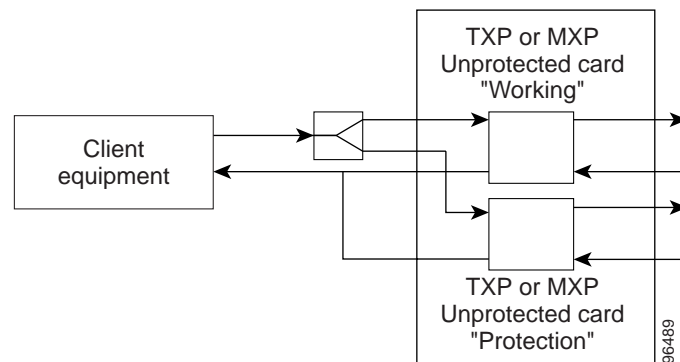 TXP or MXP
Unprotected card
"Working"
Client
equipment
TXP or MXP
Unprotected card
"Protection"
96489